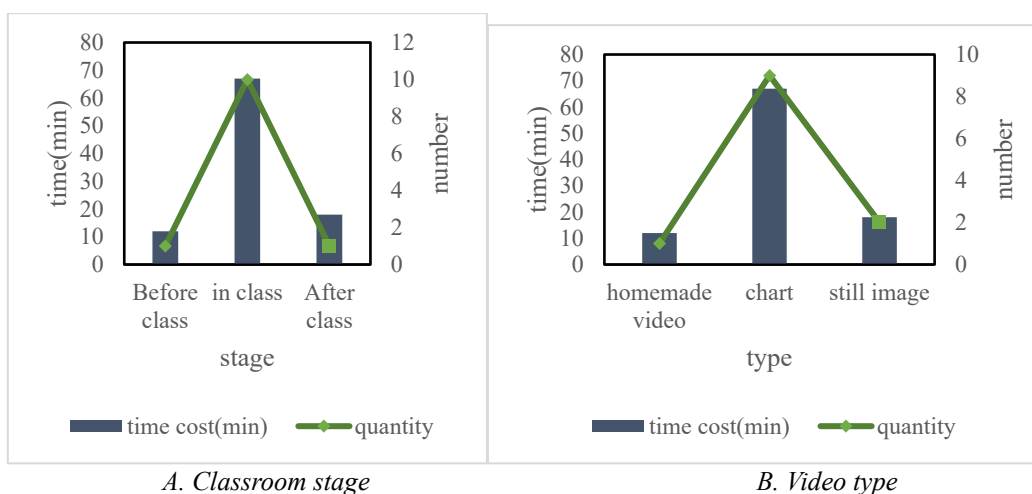 80
70
60
50
40
30
20
10
0
time(min)
12
10
8
6
4
2
0
number
Before class
in class
After class
stage
time cost(min)
quantity
A. Classroom stage
80
70
60
50
40
30
20
10
0
time(min)
10
8
6
4
2
0
number
homemade video
chart
still image
type
time cost(min)
quantity
B. Video type